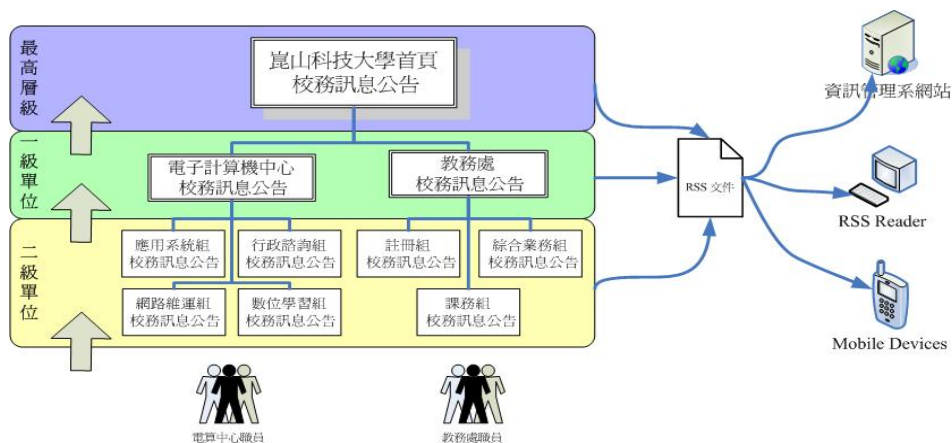 最高層級
崑山科技大學首頁
校務訊息公告
一級單位
電子計算機中心
校務訊息公告
教務處
校務訊息公告
二級單位
應用系統組
校務訊息公告
行政諮詢組
校務訊息公告
註冊組
校務訊息公告
綜合業務組
校務訊息公告
網路維運組
校務訊息公告
數位學習組
校務訊息公告
課務組
校務訊息公告
電算中心職員
教務處職員
RSS 文件
資訊管理系網站
RSS Reader
Mobile Devices